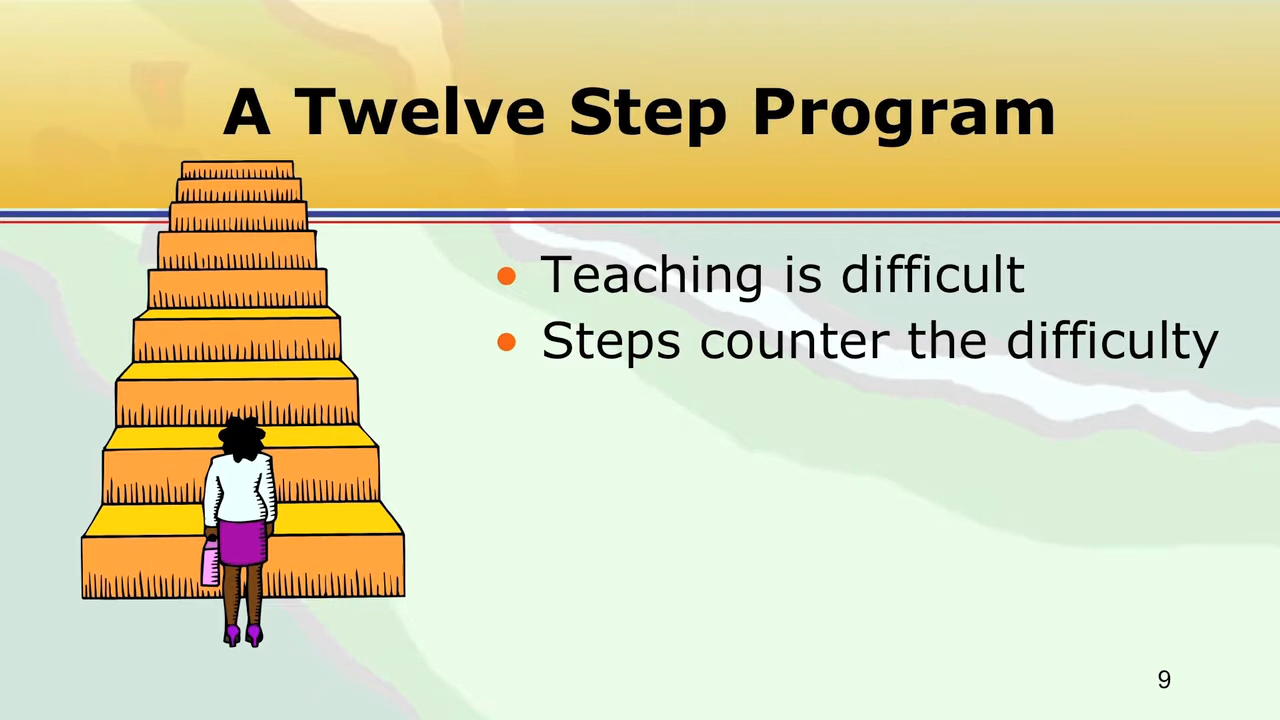 A Twelve Step Program
• Teaching is difficult
• Steps counter the difficulty
9